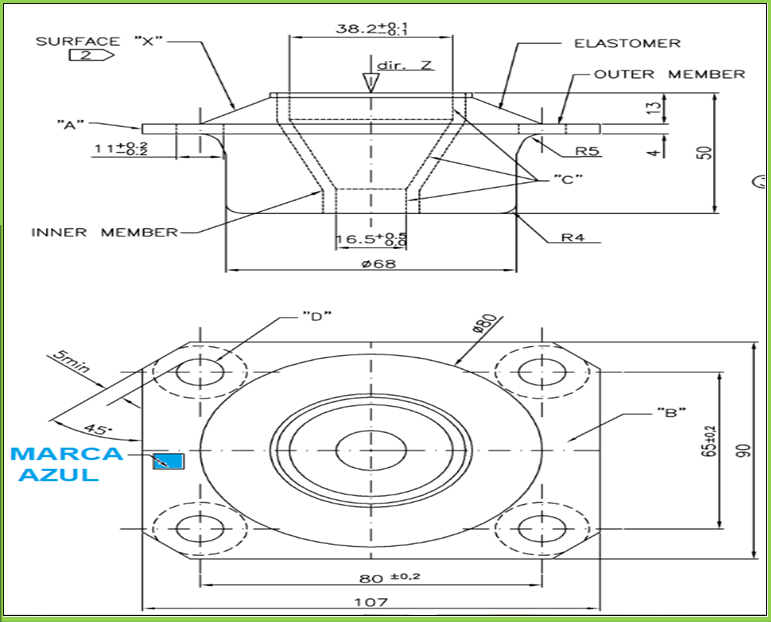 38.2+0.1
-0.1
SURFACE "X"
2
dir. Z
ELASTOMER
OUTER MEMBER
"A"
13
11+0.2
-0.2
R5
4
50
"C"
INNER MEMBER
16.5+0.5
0.0
R4
ø68
"D"
ø80
5min
45°
"B"
MARCA
AZUL
65±0,2
90
80 ±0,2
107